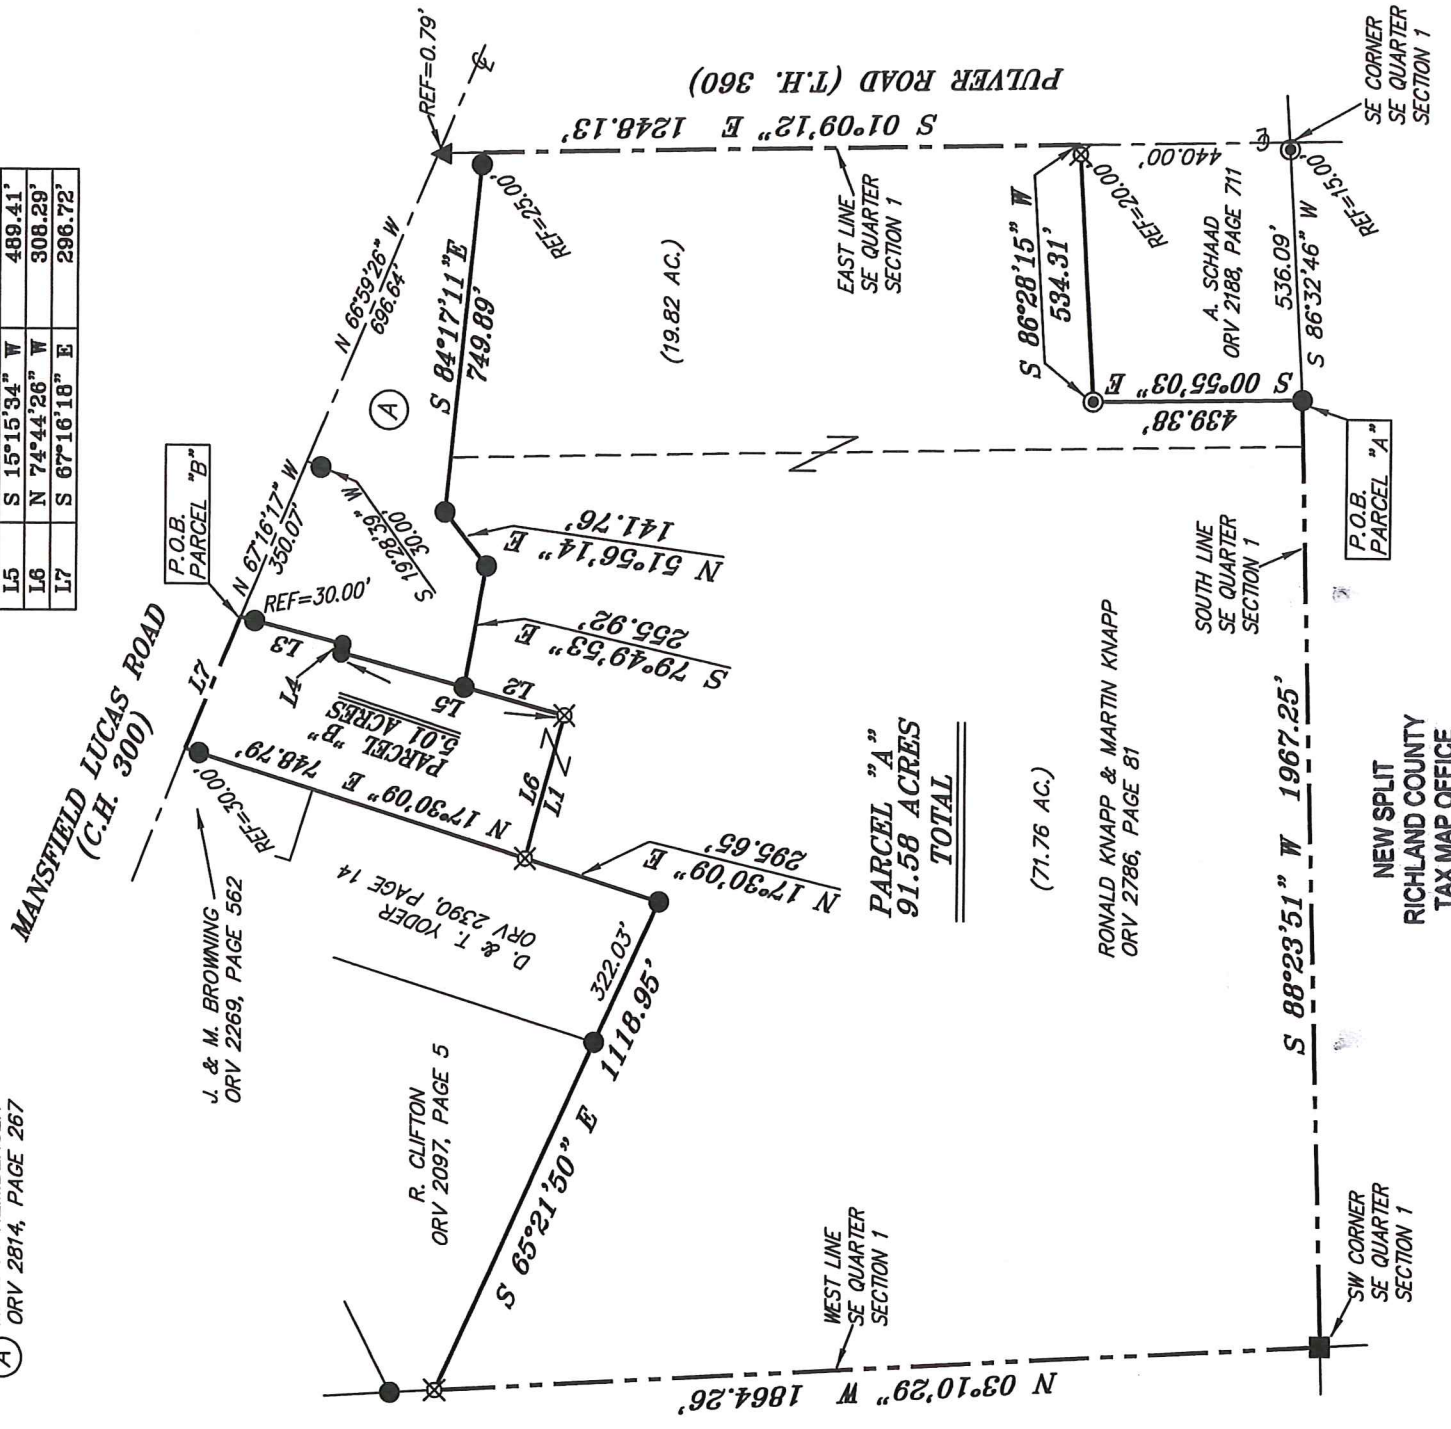 L5 S 15°15'34" W 489.41'
L6 N 74°44'26" W 308.29'
L7 S 67°16'18" E 296.72'
A ORV 2814, PAGE 267
MANSFIELD LUCAS ROAD
(C.H. 300)
P.O.B.
PARCEL "B"
L7
N 67°16'17" W
350.07'
N 66°59'26" W
696.64'
REF=0.79'
REF=30.00'
L3
L4
S 19°28'39" W
30.00'
A
S 84°17'11"E
749.89'
REF=25.00'
PULVER ROAD (T.H. 360)
S 01°09'12" E 1248.13'
J. & M. BROWNING
ORV 2269, PAGE 562
REF=30.00'
N 17°30'09" E 748.79'
PARCEL "B"
5.01 ACRES
L5
L2
L6
L1
S 79°49'53" E
255.92'
N 51°56'14" E
141.76'
(19.82 AC.)
EAST LINE
SE QUARTER
SECTION 1
D. & T. YODER
ORV 2390, PAGE 14
N 17°30'09" E
295.65'
R. CLIFTON
ORV 2097, PAGE 5
322.03'
S 65°21'50" E 1118.95'
PARCEL "A"
91.58 ACRES
TOTAL
(71.76 AC.)
RONALD KNAPP & MARTIN KNAPP
ORV 2786, PAGE 81
S 86°28'15" W
534.31'
REF=20.00'
440.00'
A. SCHAAD
ORV 2188, PAGE 711
S 00°55'03" E
439.38'
536.09'
S 86°32'46" W
REF=15.00'
SE CORNER
SE QUARTER
SECTION 1
P.O.B.
PARCEL "A"
SOUTH LINE
SE QUARTER
SECTION 1
S 88°23'51" W 1967.25'
WEST LINE
SE QUARTER
SECTION 1
N 03°10'29" W 1864.26'
SW CORNER
SE QUARTER
SECTION 1
NEW SPLIT
RICHLAND COUNTY
TAX MAP OFFICE